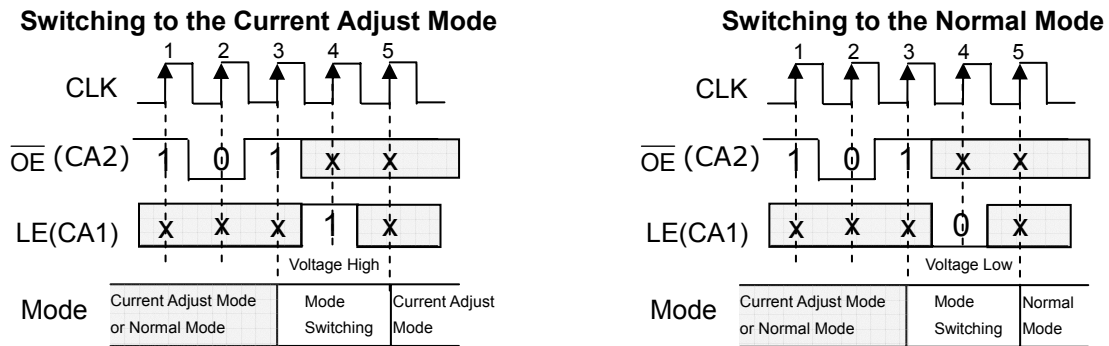 Switching to the Current Adjust Mode
1 2 3 4 5
CLK
OE (CA2) 1 0 1 x x
LE(CA1) x x x 1 x
Voltage High
Mode
Current Adjust Mode
or Normal Mode
Mode
Switching
Current Adjust
Mode
Switching to the Normal Mode
1 2 3 4 5
CLK
OE (CA2) 1 0 1 x x
LE(CA1) x x x 0 x
Voltage Low
Mode
Current Adjust Mode
or Normal Mode
Mode
Switching
Normal
Mode